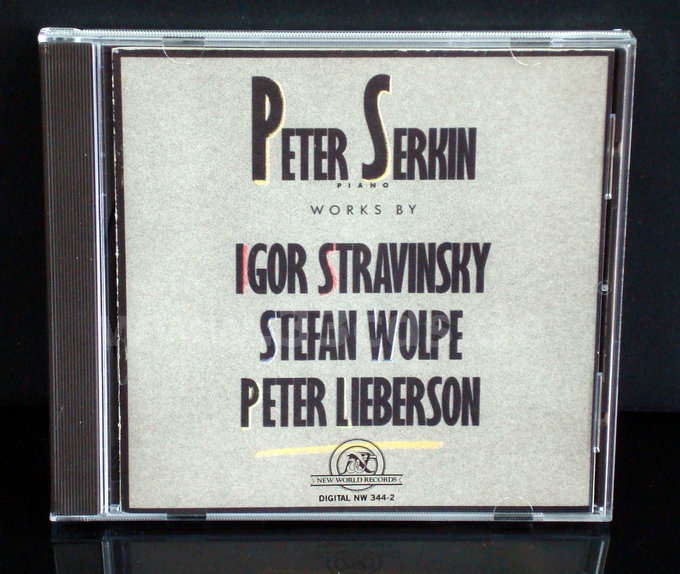 PETER SERKIN
PIANO
WORKS BY
IGOR STRAVINSKY
STEFAN WOLPE
PETER LIEBERSON
NEW WORLD RECORDS
DIGITAL NW 344-2